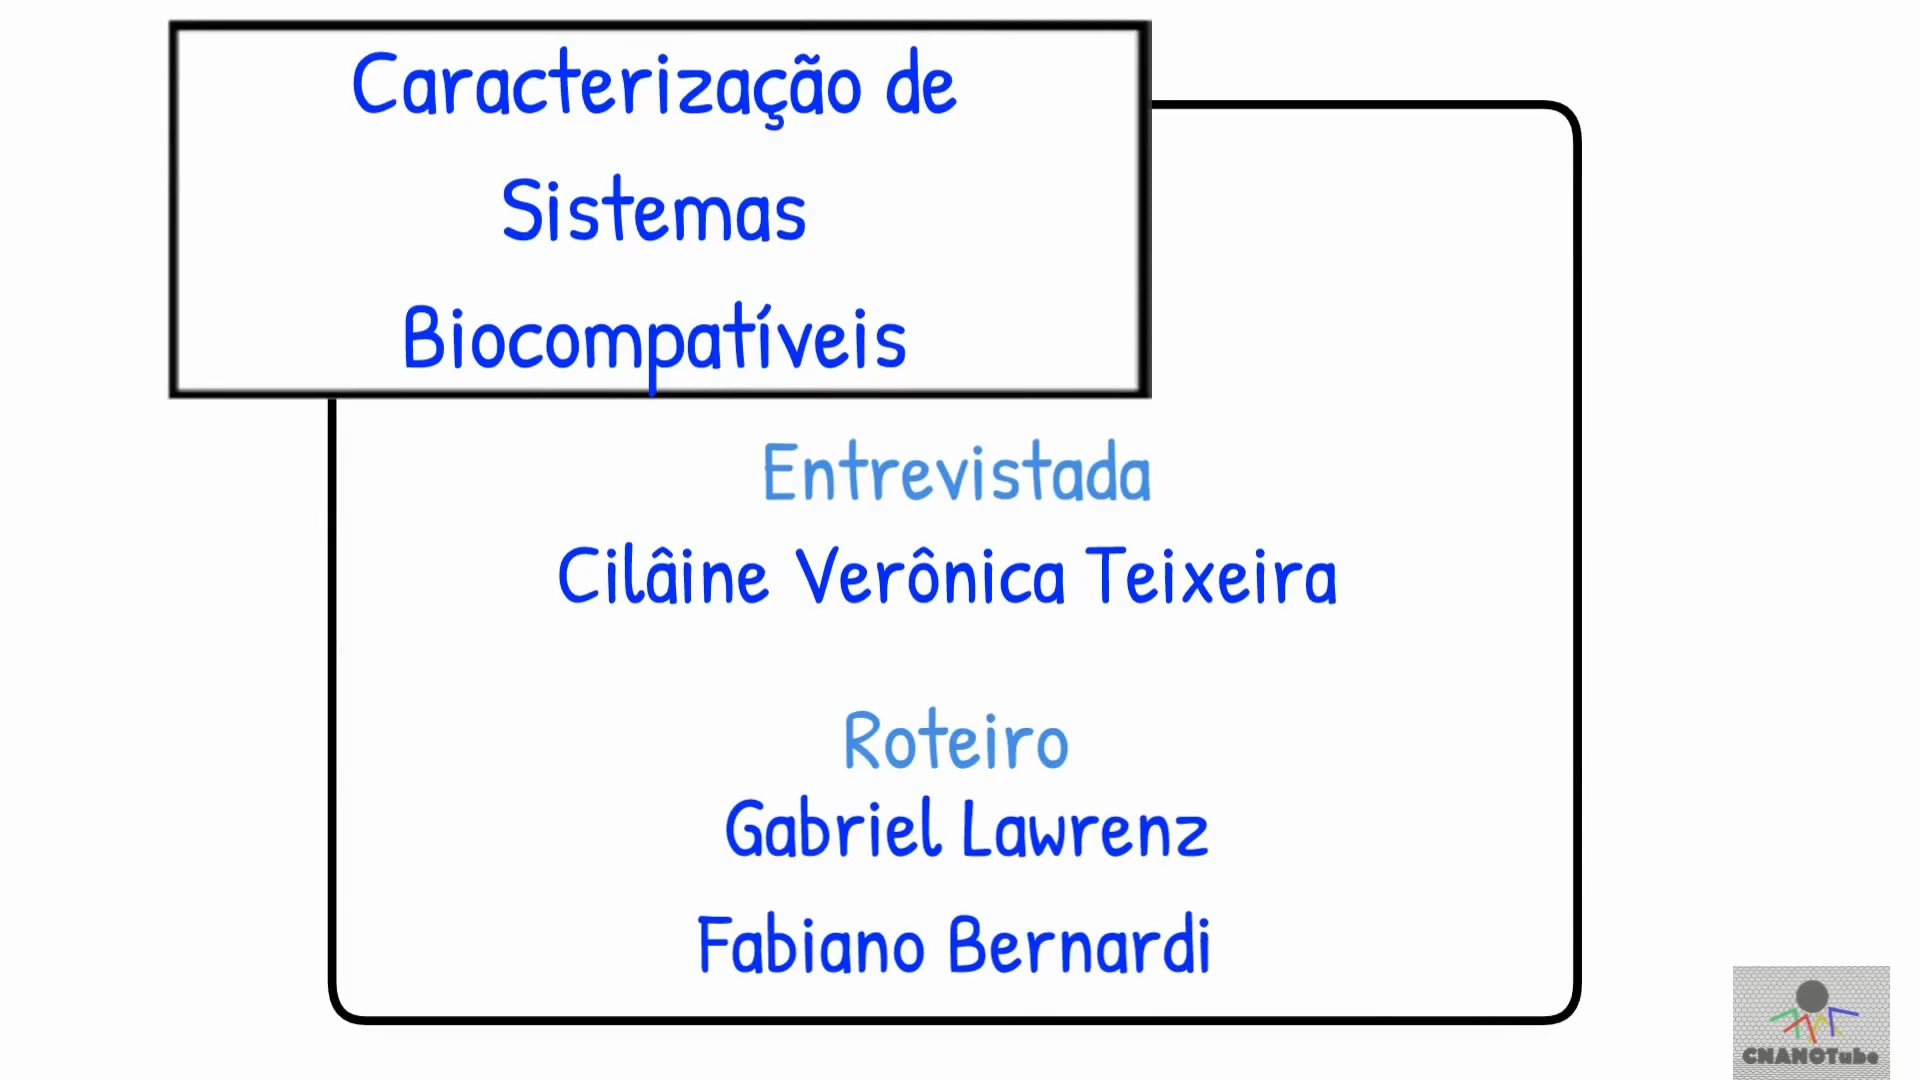 Caracterização de
Sistemas
Biocompatíveis
Entrevistada
Cilâine Verônica Teixeira
Roteiro
Gabriel Lawrenz
Fabiano Bernardi
CNANOTube